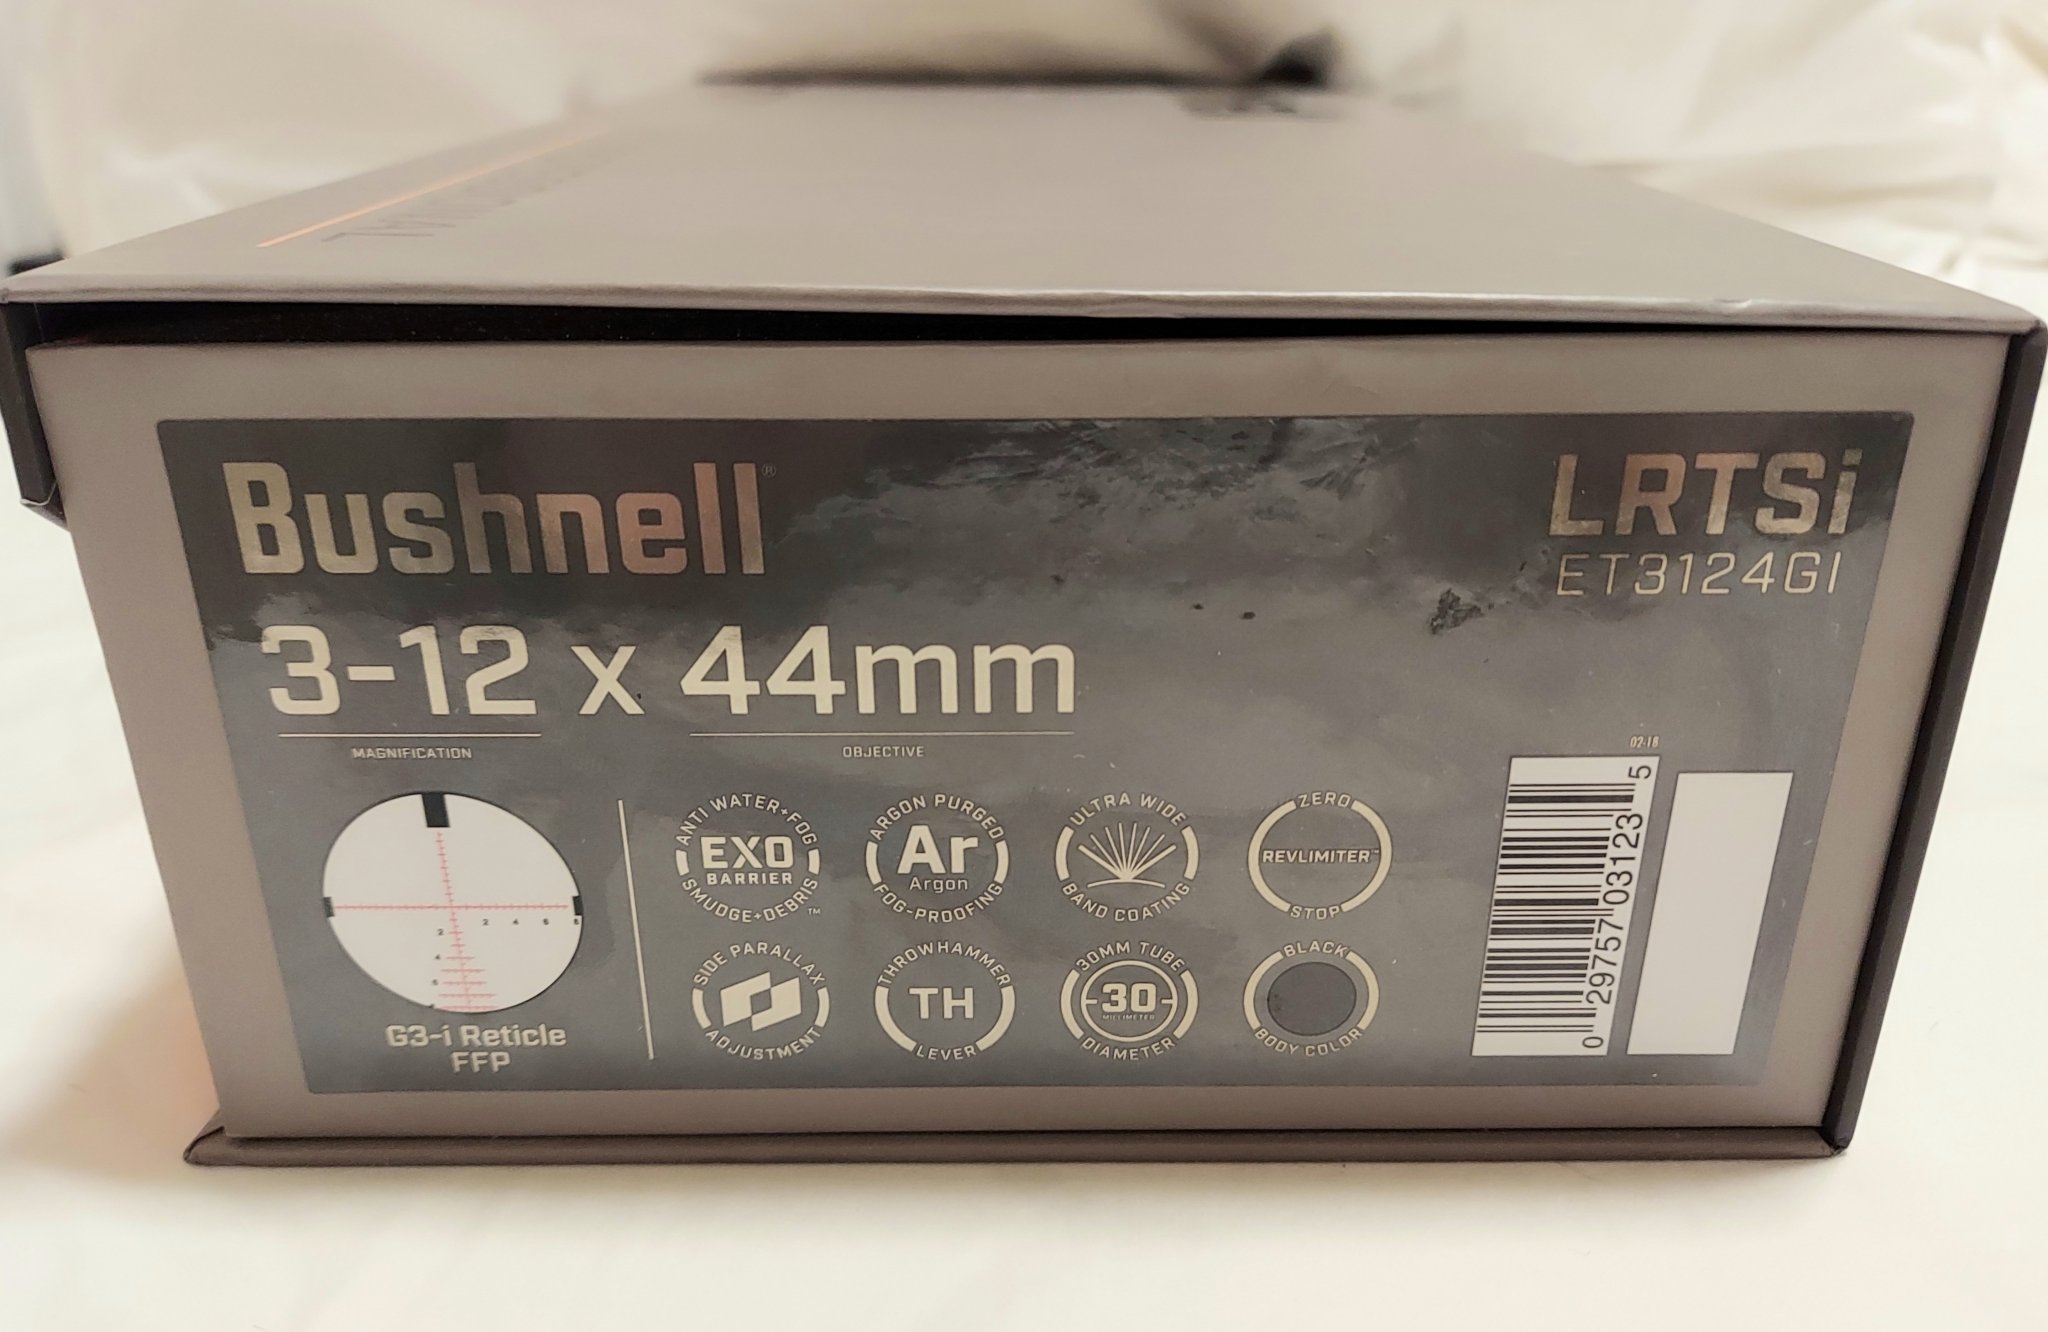 Bushnell®
LRTSi
ET3124GI
3-12 x 44mm
MAGNIFICATION
OBJECTIVE
2 4 6 8
2
4
6
G3-i Reticle
FFP
ANTI WATER+FOG
EXO
BARRIER
SMUDGE+DEBRIS™
ARGON PURGED
Ar
Argon
FOG-PROOFING
ULTRA WIDE
BAND COATING
ZERO
REVLIMITER™
STOP
SIDE PARALLAX
ADJUSTMENT
THROWHAMMER
TH
LEVER
30MM TUBE
30
MILLIMETER
DIAMETER
BLACK
BODY COLOR
02-18
0 29757 03123 5